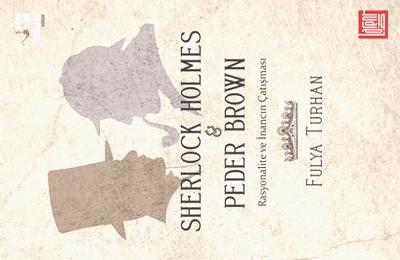 SHERLOCK HOLMES
&
PEDER BROWN
Rasyonalite ve İnancın Çatışması
FULYA TURHAN